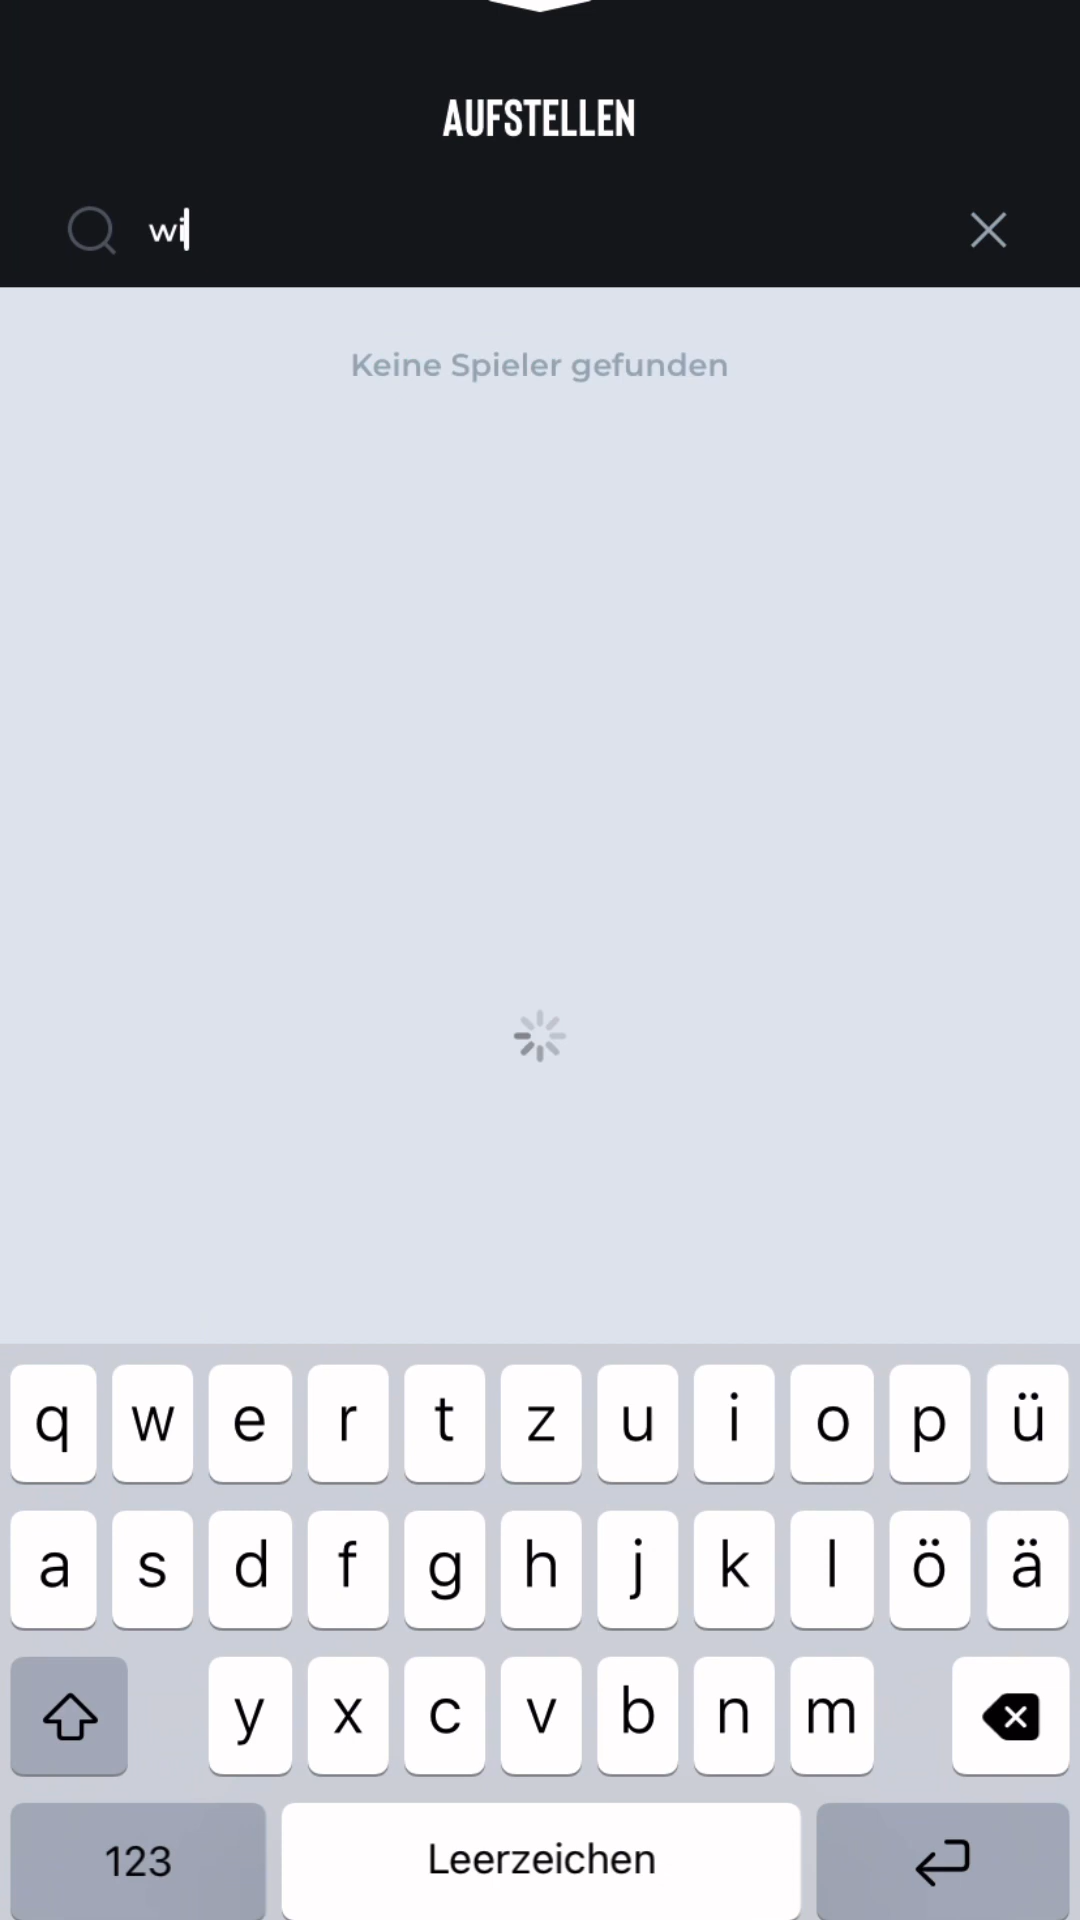 AUFSTELLEN
wi
Keine Spieler gefunden
q w e r t z u i o p ü
a s d f g h j k l ö ä
y x c v b n m
123 Leerzeichen